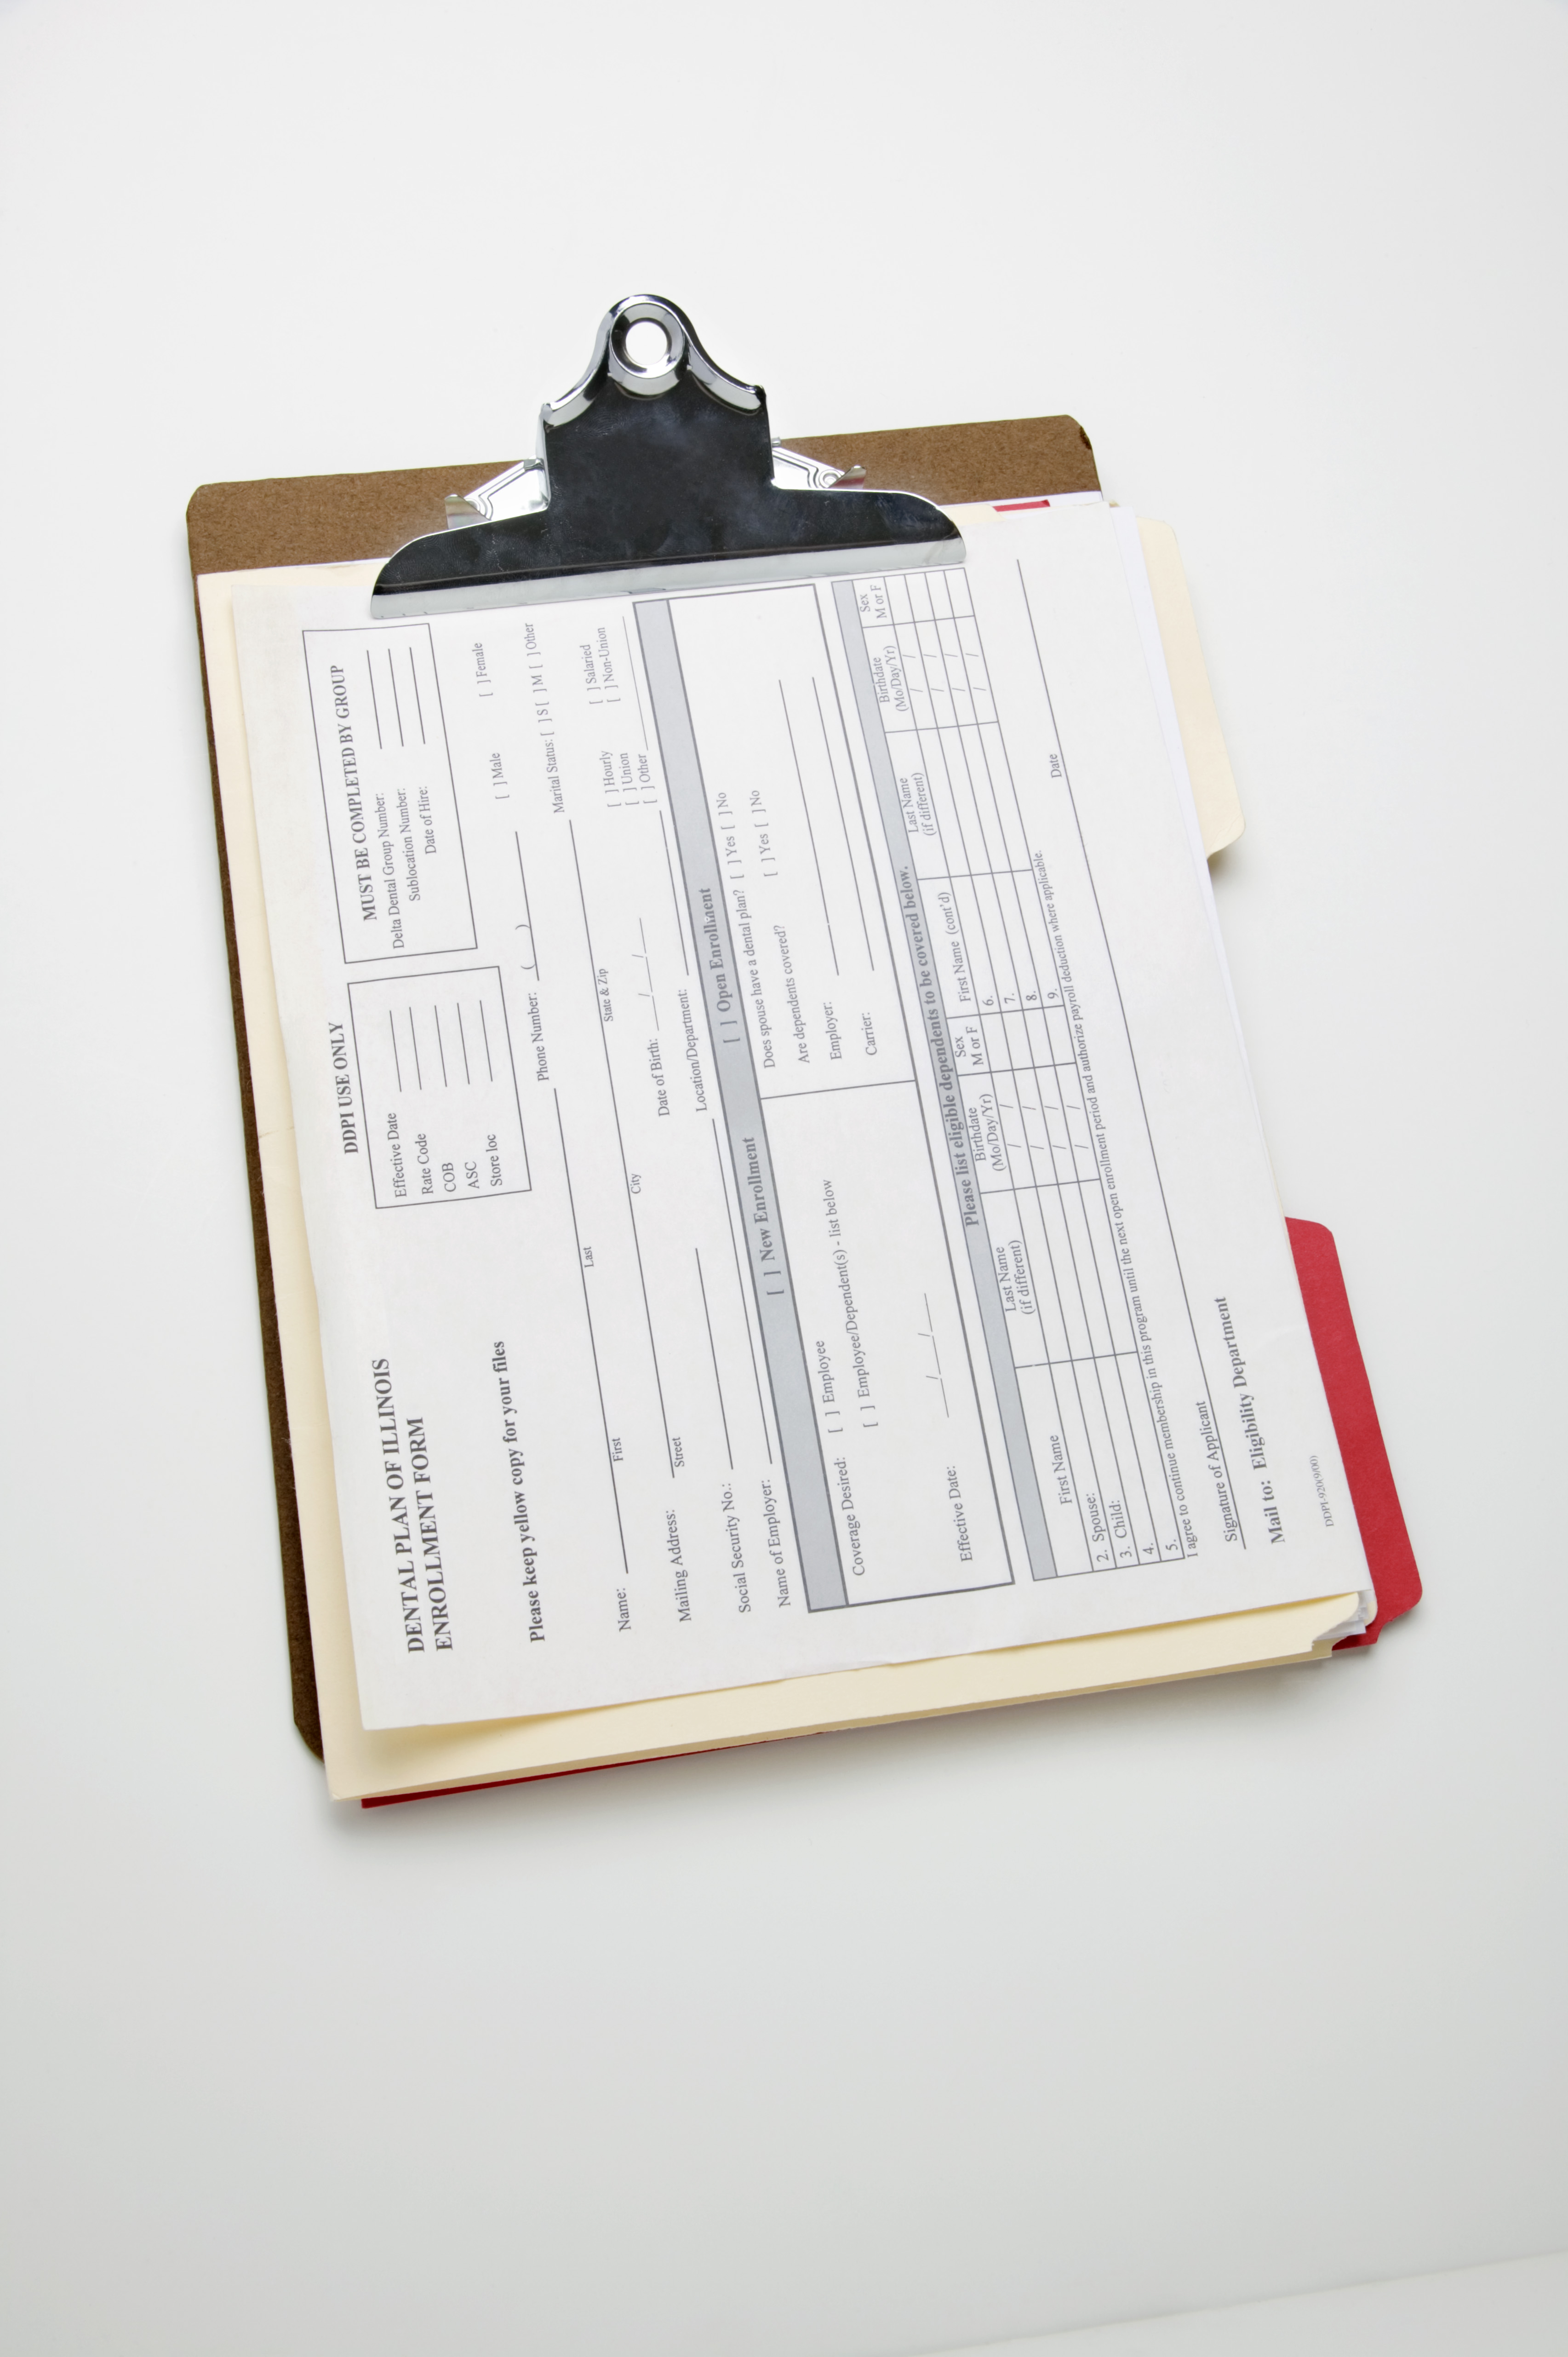 DENTAL PLAN OF ILLINOIS
ENROLLMENT FORM
Please keep yellow copy for your files
DDPI USE ONLY
Effective Date
Rate Code
COB
ASC
Store loc
MUST BE COMPLETED BY GROUP
Delta Dental Group Number:
Sublocation Number:
Date of Hire:
Name: First Last Phone Number: ( ) [ ] Male [ ] Female
Mailing Address: Street City State & Zip Marital Status: [ ] S [ ] M [ ] Other
Social Security No.: Date of Birth: / / [ ] Hourly [ ] Salaried
[ ] Union [ ] Non-Union
Name of Employer: Location/Department: [ ] Other
[ ] New Enrollment [ ] Open Enrollment
Coverage Desired: [ ] Employee
[ ] Employee/Dependent(s) - list below
Effective Date: / /
Does spouse have a dental plan? [ ] Yes [ ] No
Are dependents covered? [ ] Yes [ ] No
Employer:
Carrier:
Please list eligible dependents to be covered below.
First Name Last Name (if different) Birthdate (Mo/Day/Yr) Sex M or F First Name (cont'd) Last Name (if different) Birthdate (Mo/Day/Yr) Sex M or F
2. Spouse: / / 6. / /
3. Child: / / 7. / /
4. / / 8. / /
5. / / 9. / /
I agree to continue membership in this program until the next open enrollment period and authorize payroll deduction where applicable.
Signature of Applicant Date
Mail to: Eligibility Department
DDPI-920(9/00)